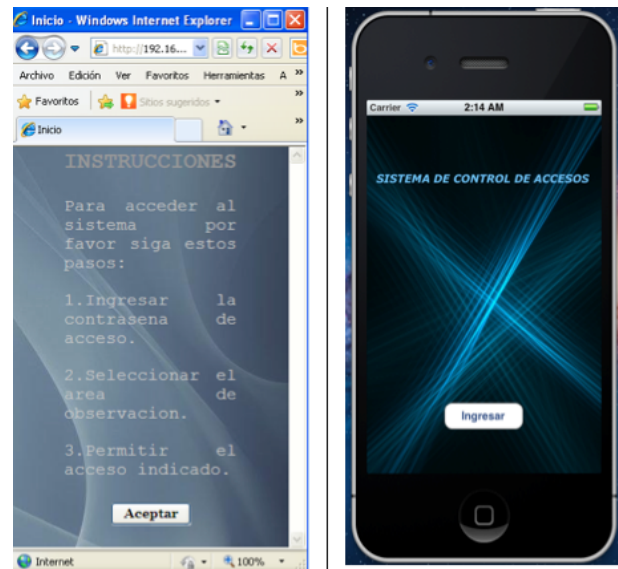 Inicio - Windows Internet Explorer
http://192.16...
Archivo Edición Ver Favoritos Herramientas A »
Favoritos Sitios sugeridos »
Inicio »
INSTRUCCIONES
Para acceder al
sistema por
favor siga estos
pasos:
1.Ingresar la
contrasena de
acceso.
2.Seleccionar el
area de
observacion.
3.Permitir el
acceso indicado.
Aceptar
Internet 100%
Carrier 2:14 AM
SISTEMA DE CONTROL DE ACCESOS
Ingresar